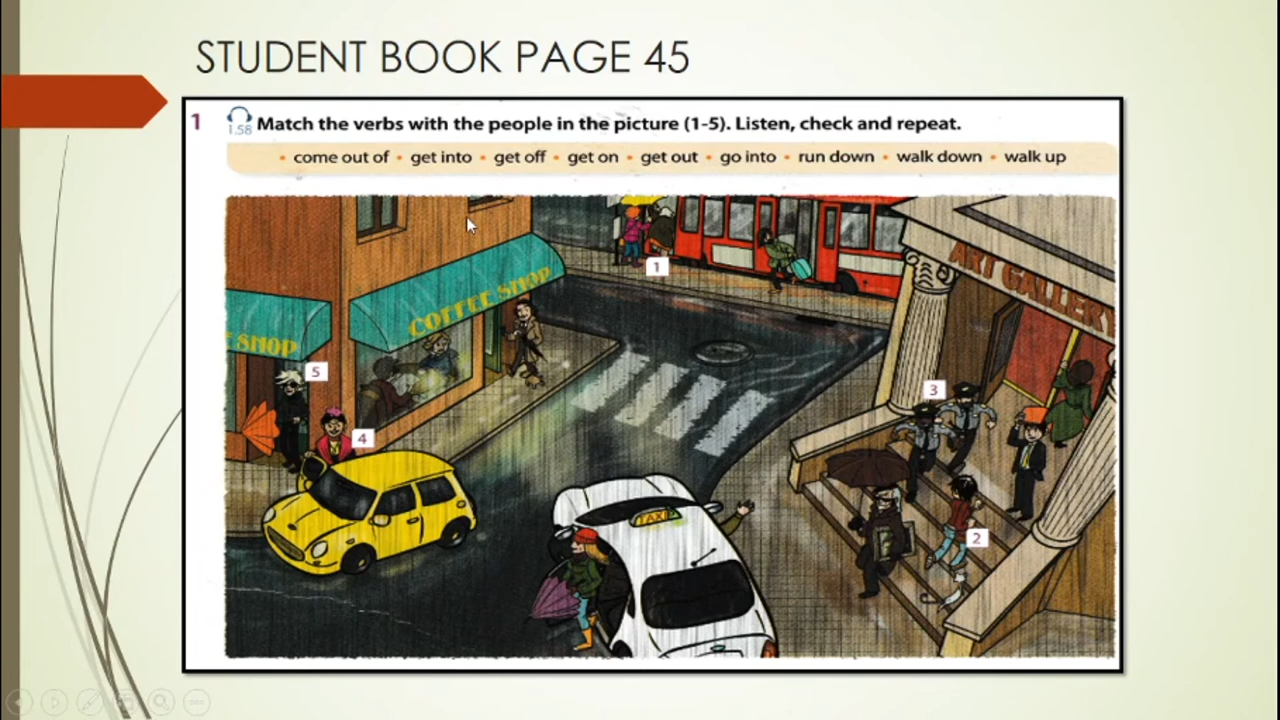 STUDENT BOOK PAGE 45
1 1.58 Match the verbs with the people in the picture (1-5). Listen, check and repeat.
• come out of • get into • get off • get on • get out • go into • run down • walk down • walk up
1
ART GALLERY
COFFEE SHOP
SHOP
5
3
4
TAXI
2